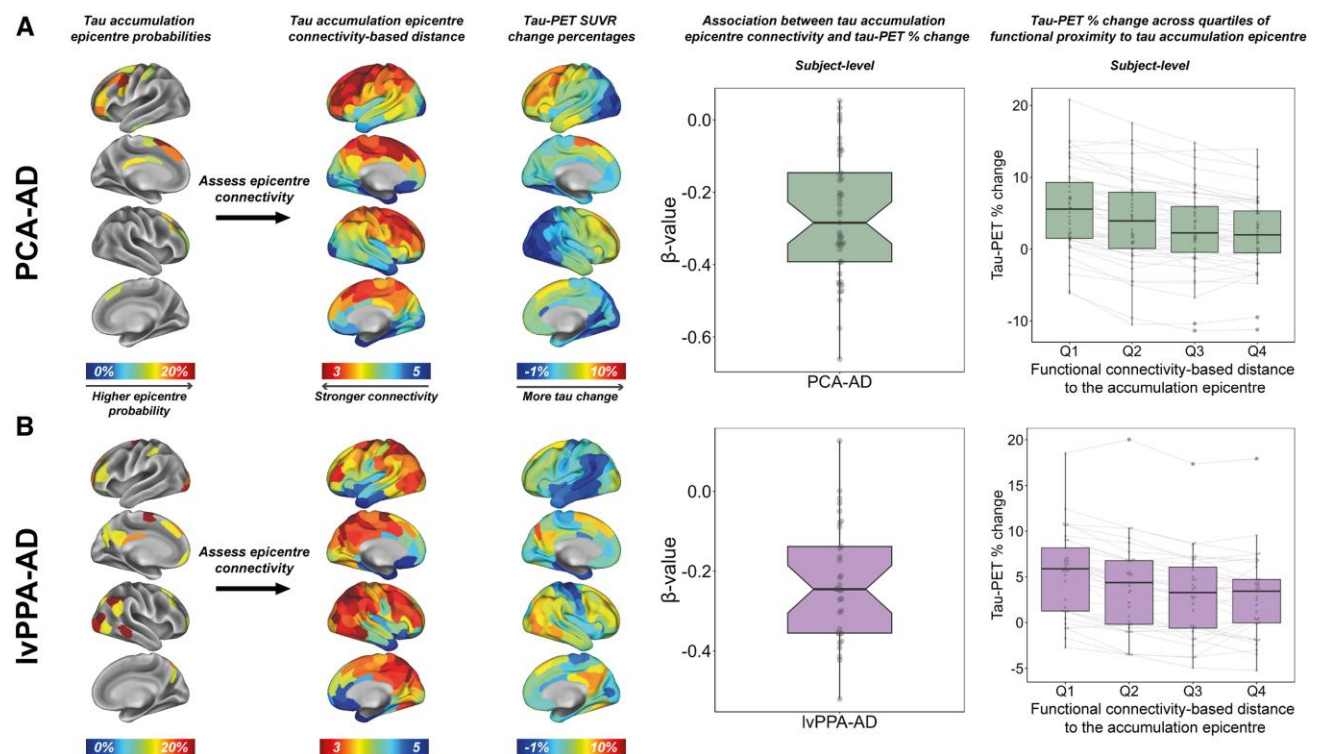 A
Tau accumulation
epicentre probabilities
Tau accumulation epicentre
connectivity-based distance
Tau-PET SUVR
change percentages
Association between tau accumulation
epicentre connectivity and tau-PET % change
Subject-level
Tau-PET % change across quartiles of
functional proximity to tau accumulation epicentre
Subject-level
PCA-AD
Assess epicentre
connectivity
0% 20%
Higher epicentre
probability
3 5
Stronger connectivity
-1% 10%
More tau change
β-value
0.0
-0.2
-0.4
-0.6
PCA-AD
Tau-PET % change
20
10
0
-10
Q1 Q2 Q3 Q4
Functional connectivity-based distance
to the accumulation epicentre
B
lvPPA-AD
Assess epicentre
connectivity
0% 20%
3 5
-1% 10%
β-value
0.0
-0.2
-0.4
lvPPA-AD
Tau-PET % change
20
15
10
5
0
-5
Q1 Q2 Q3 Q4
Functional connectivity-based distance
to the accumulation epicentre